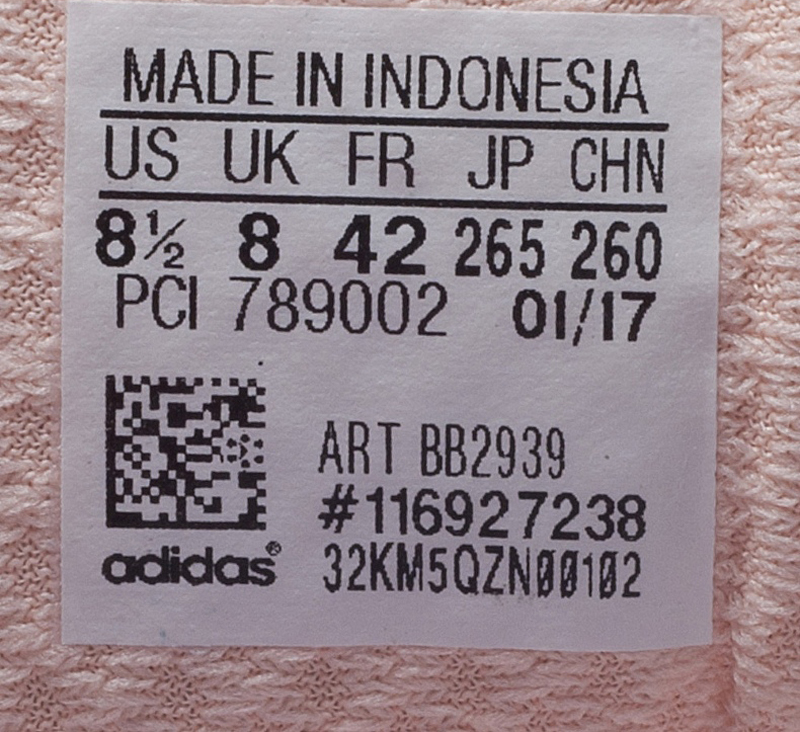 MADE IN INDONESIA
US UK FR JP CHN
8½ 8 42 265 260
PCI 789002 01/17
ART BB2939
#116927238
adidas® 32KM5QZN00102